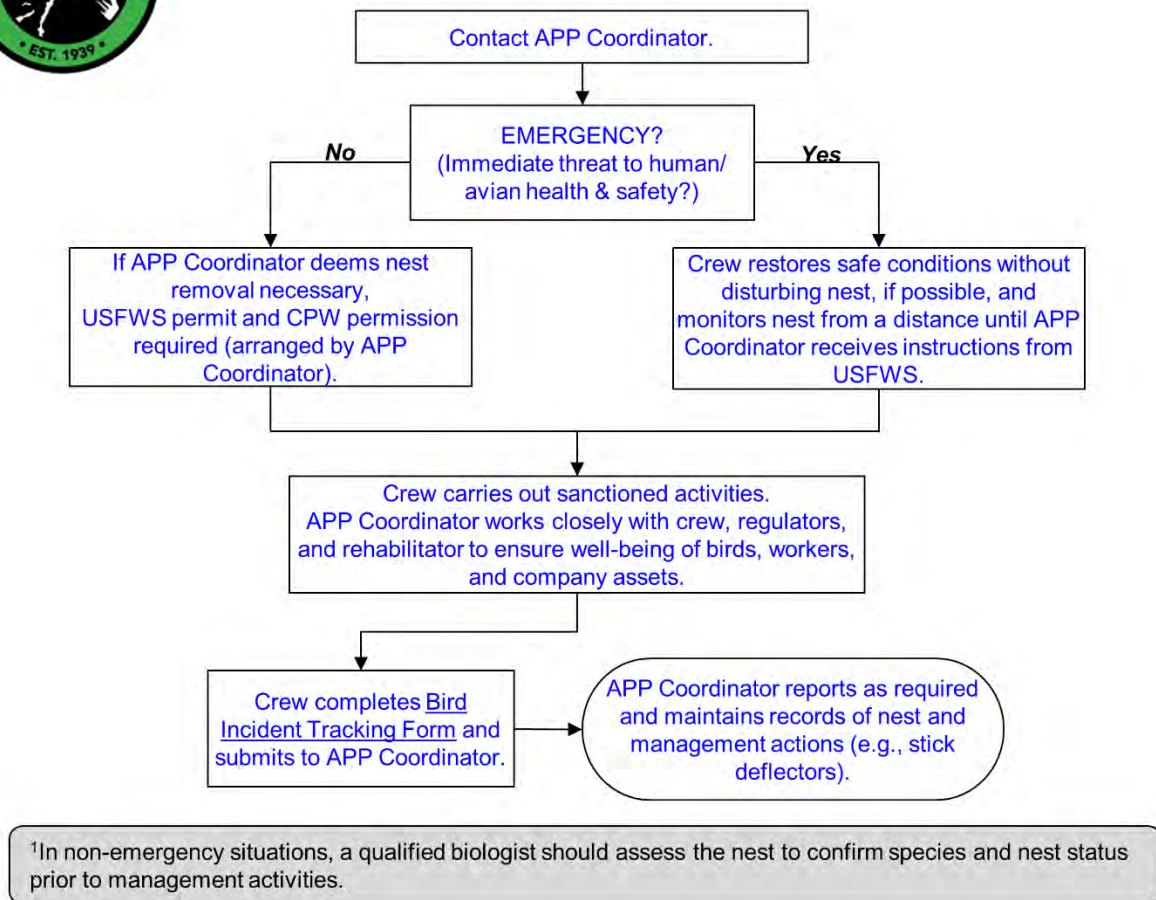 • EST. 1939 •
Contact APP Coordinator.
EMERGENCY?
(Immediate threat to human/
avian health & safety?)
No
Yes
If APP Coordinator deems nest
removal necessary,
USFWS permit and CPW permission
required (arranged by APP
Coordinator).
Crew restores safe conditions without
disturbing nest, if possible, and
monitors nest from a distance until APP
Coordinator receives instructions from
USFWS.
Crew carries out sanctioned activities.
APP Coordinator works closely with crew, regulators,
and rehabilitator to ensure well-being of birds, workers,
and company assets.
Crew completes Bird
Incident Tracking Form and
submits to APP Coordinator.
APP Coordinator reports as required
and maintains records of nest and
management actions (e.g., stick
deflectors).
¹In non-emergency situations, a qualified biologist should assess the nest to confirm species and nest status
prior to management activities.